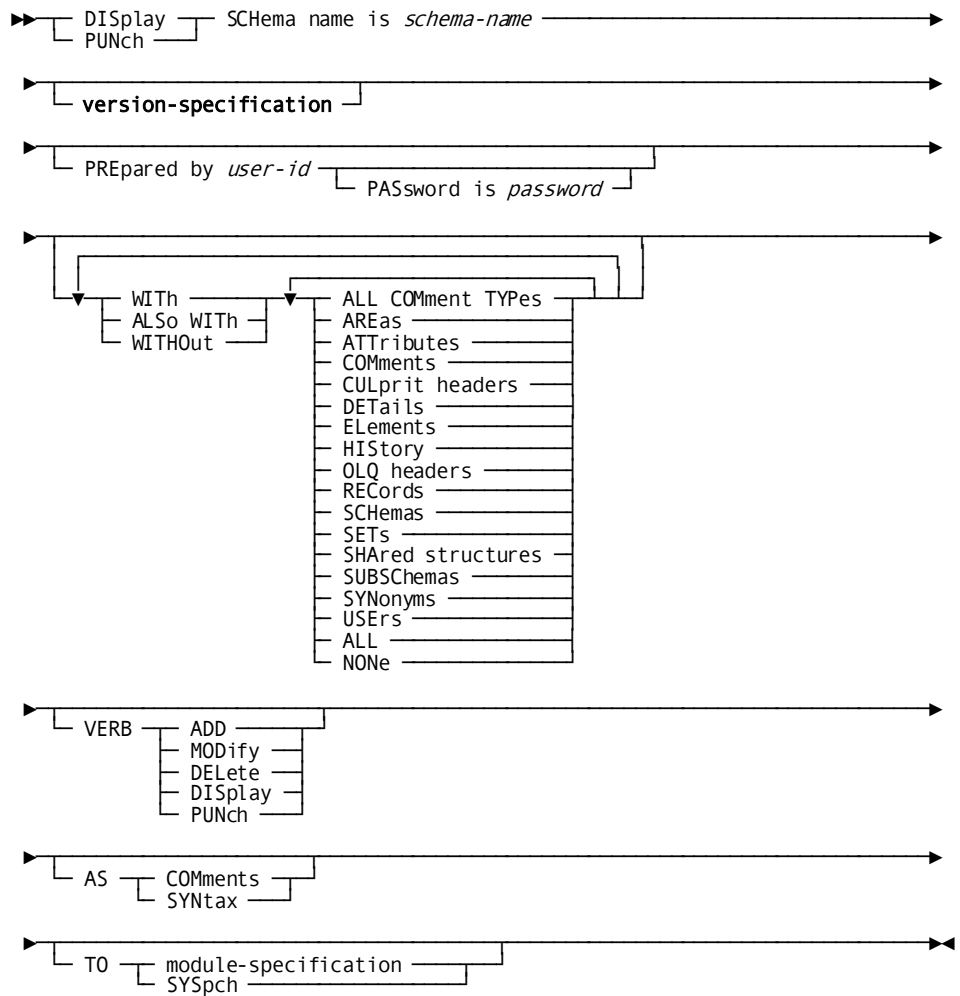 DISplay SCHema name is schema-name
PUNch
version-specification
PREpared by user-id
PASsword is password
WITh ALL COMment TYPes
ALSo WITh AREas
WITHOut ATTributes
COMments
CULprit headers
DETails
ELements
HIStory
OLQ headers
RECords
SCHemas
SETs
SHAred structures
SUBSChemas
SYNonyms
USErs
ALL
NONe
VERB ADD
MODify
DELete
DISplay
PUNch
AS COMments
SYNtax
TO module-specification
SYSpch